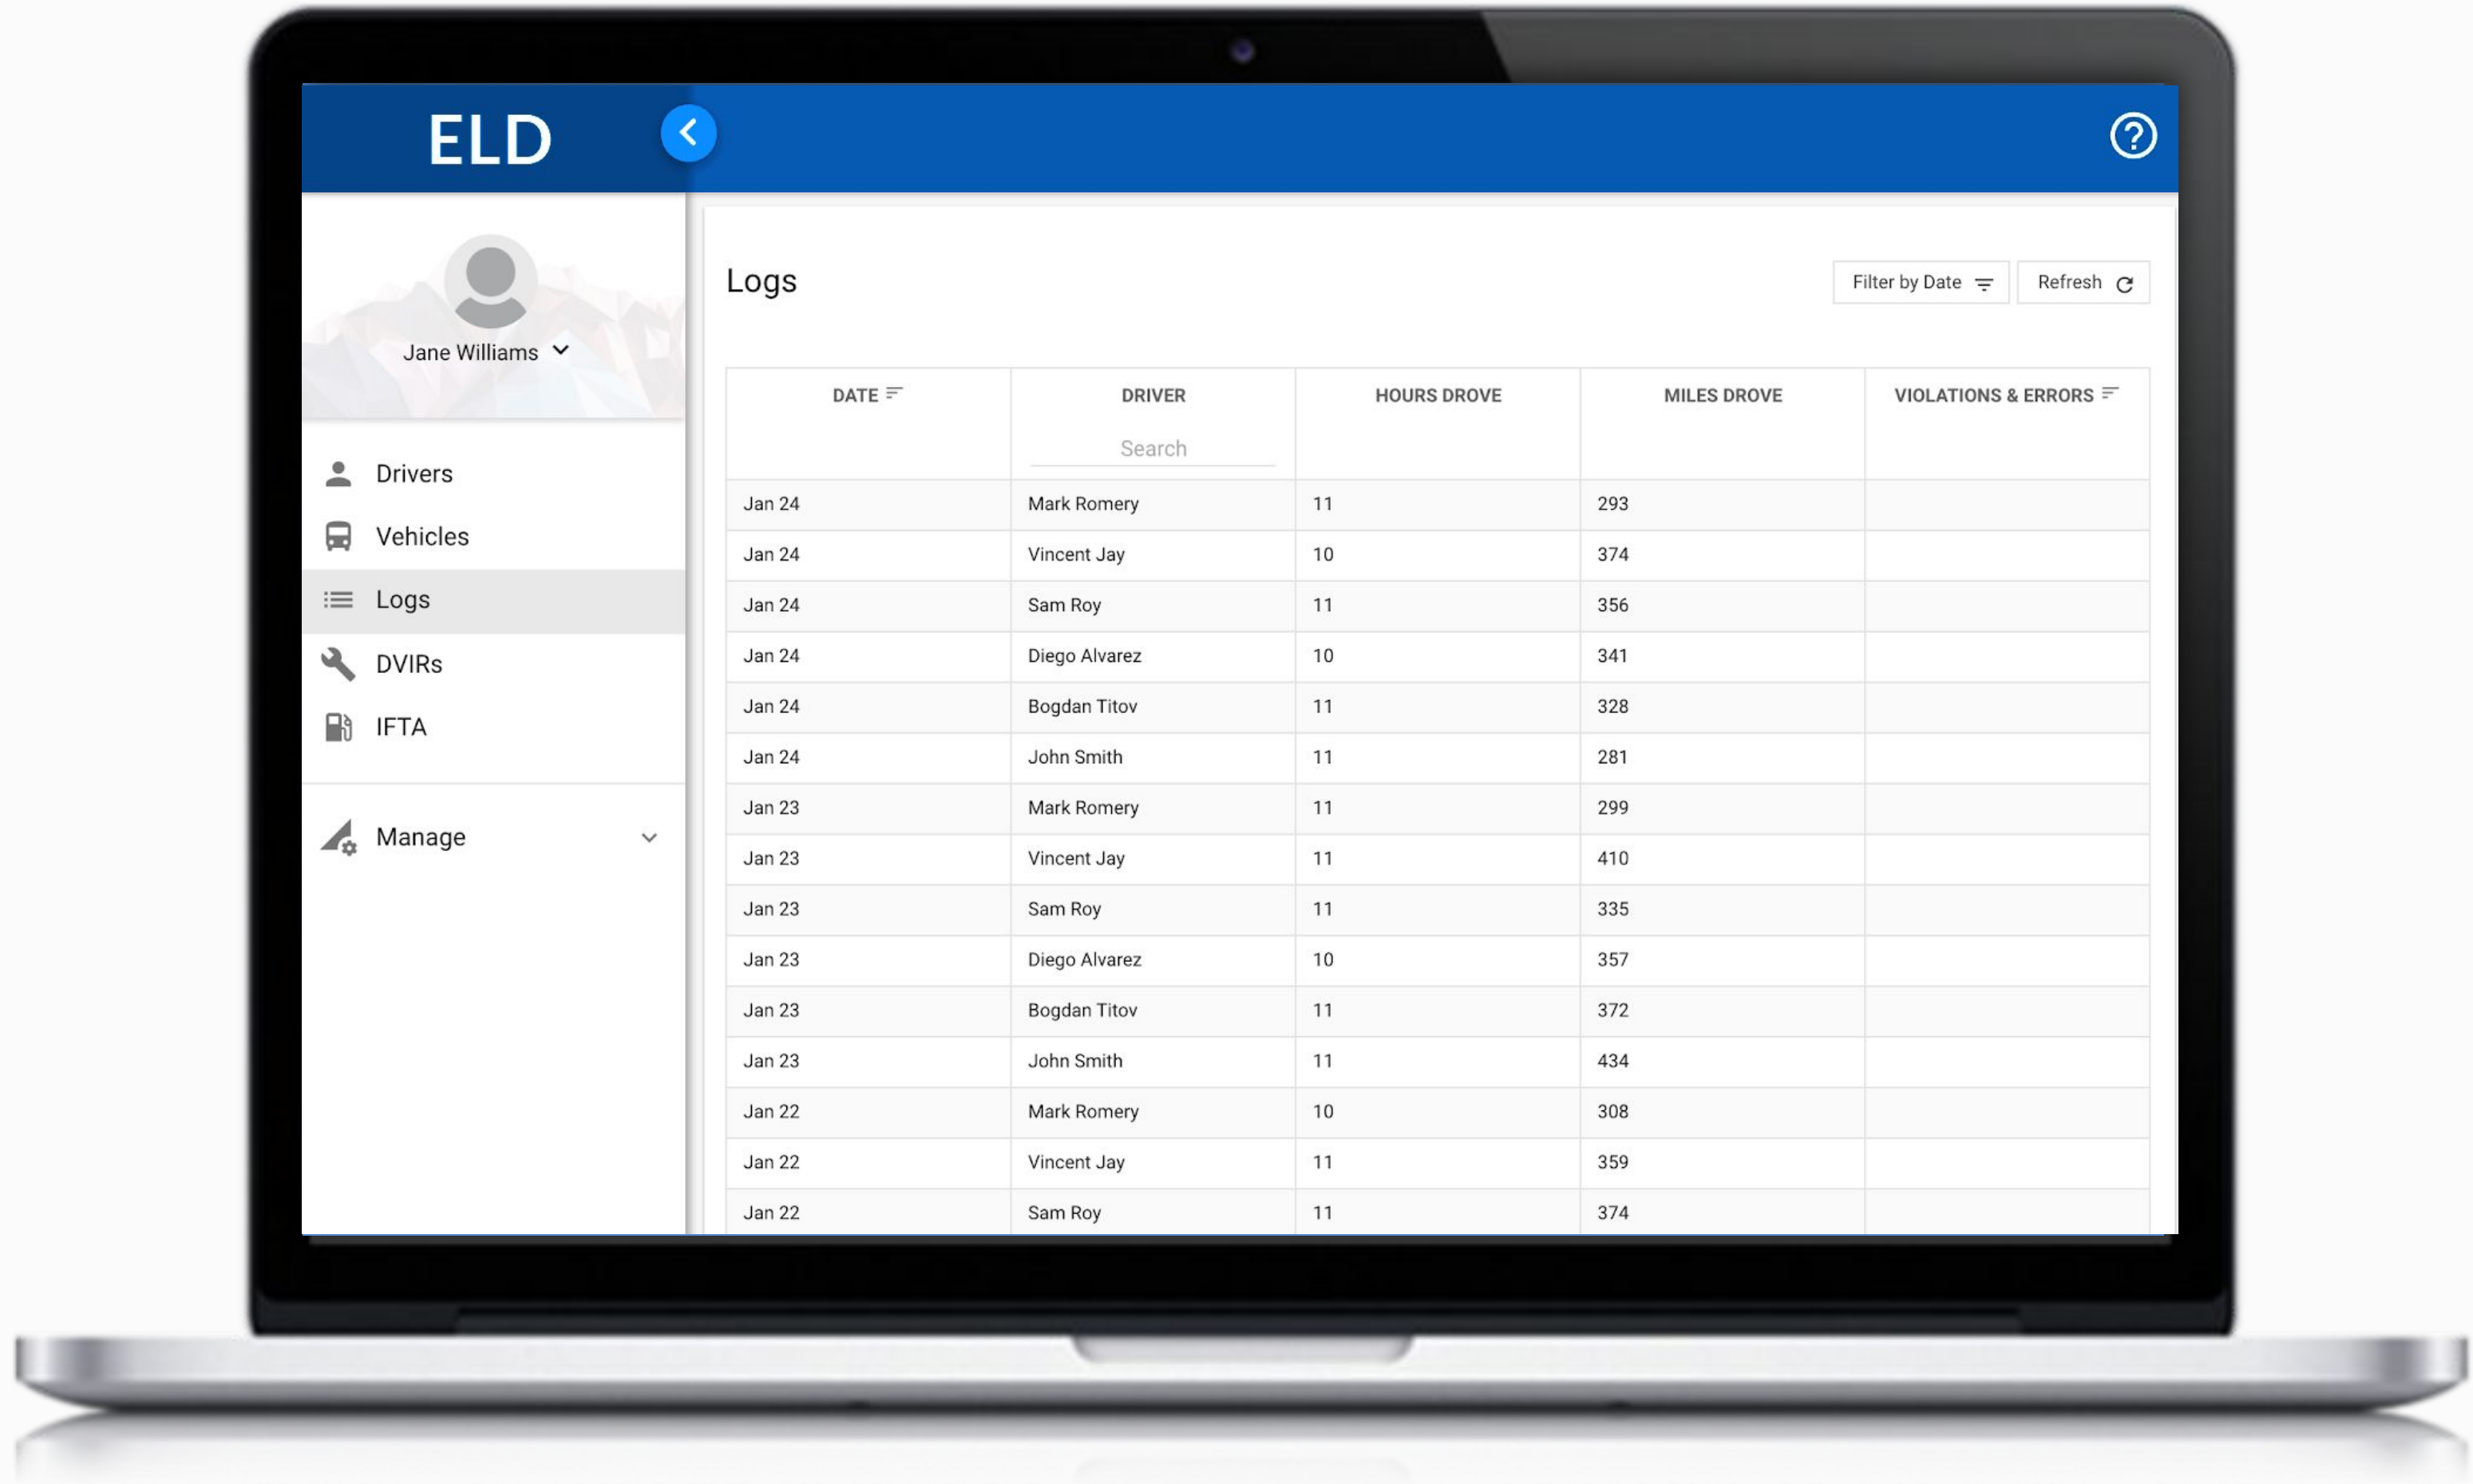 ELD
Jane Williams
Drivers
Vehicles
Logs
DVIRs
IFTA
Manage
Logs
Filter by Date
Refresh
DATE DRIVER HOURS DROVE MILES DROVE VIOLATIONS & ERRORS
Search
Jan 24 Mark Romery 11 293
Jan 24 Vincent Jay 10 374
Jan 24 Sam Roy 11 356
Jan 24 Diego Alvarez 10 341
Jan 24 Bogdan Titov 11 328
Jan 24 John Smith 11 281
Jan 23 Mark Romery 11 299
Jan 23 Vincent Jay 11 410
Jan 23 Sam Roy 11 335
Jan 23 Diego Alvarez 10 357
Jan 23 Bogdan Titov 11 372
Jan 23 John Smith 11 434
Jan 22 Mark Romery 10 308
Jan 22 Vincent Jay 11 359
Jan 22 Sam Roy 11 374